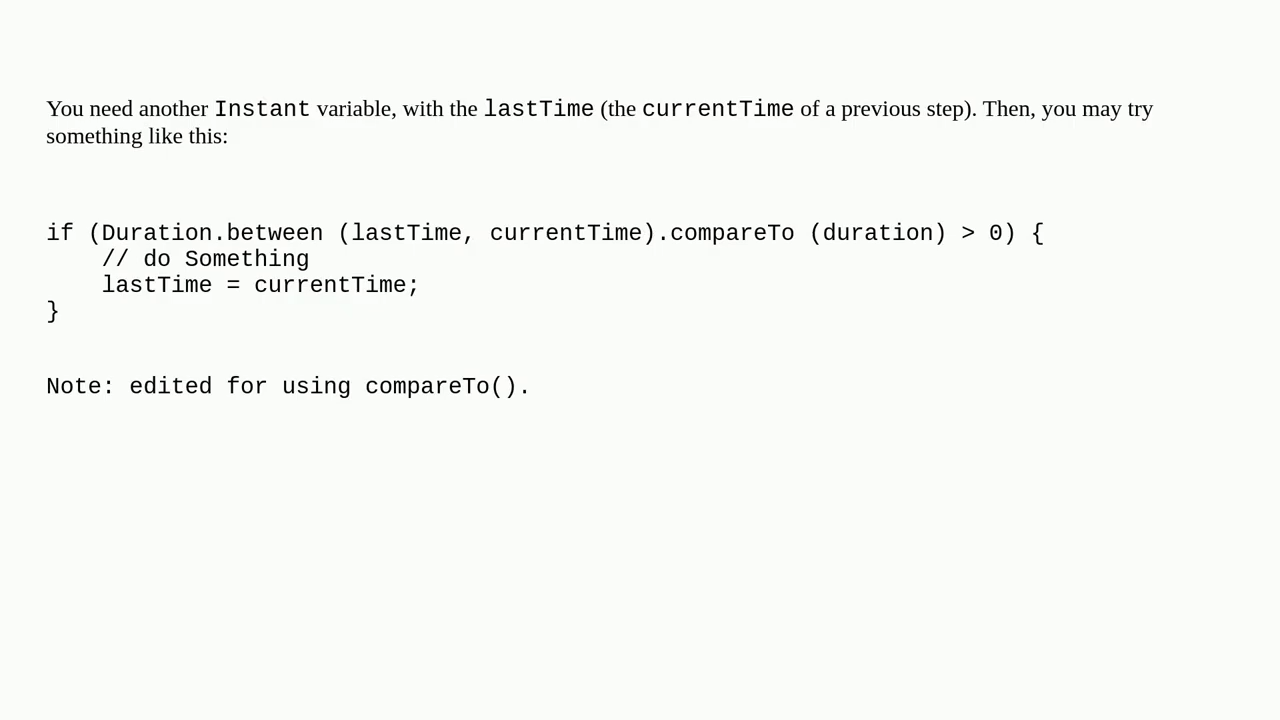 You need another Instant variable, with the lastTime (the currentTime of a previous step). Then, you may try
something like this:
if (Duration.between (lastTime, currentTime).compareTo (duration) > 0) {
    // do Something
    lastTime = currentTime;
}
Note: edited for using compareTo().